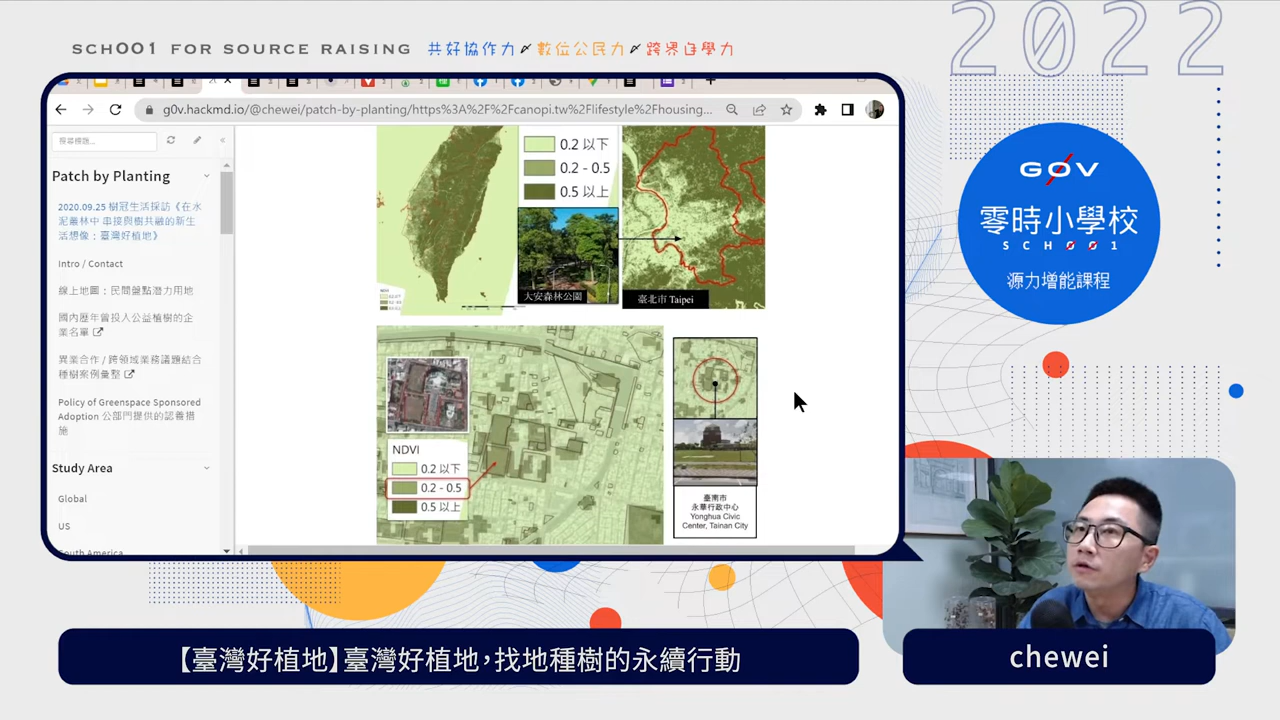 SCHOO1 FOR SOURCE RAISING 共好協作力 數位公民力 跨界自學力
2022
g0v.hackmd.io/@chewei/patch-by-planting/https%3A%2F%2Fcanopi.tw%2Flifestyle%2Fhousing...
搜尋標題...
Patch by Planting
2020.09.25 樹冠生活採訪《在水
泥叢林中 串接與樹共融的新生
活想像：臺灣好植地》
Intro / Contact
線上地圖：民間盤點潛力用地
國內歷年曾投入公益植樹的企
業名單
異業合作 / 跨領域業務議題結合
種樹案例彙整
Policy of Greenspace Sponsored
Adoption 公部門提供的認養措
施
Study Area
Global
US
South America
0.2 以下
0.2 - 0.5
0.5 以上
大安森林公園
臺北市 Taipei
NDVI
0.2 以下
0.2 - 0.5
0.5 以上
臺南市
永華行政中心
Yonghua Civic
Center, Tainan City
G0V
零時小學校
SCH001
源力增能課程
【臺灣好植地】臺灣好植地，找地種樹的永續行動
chewei